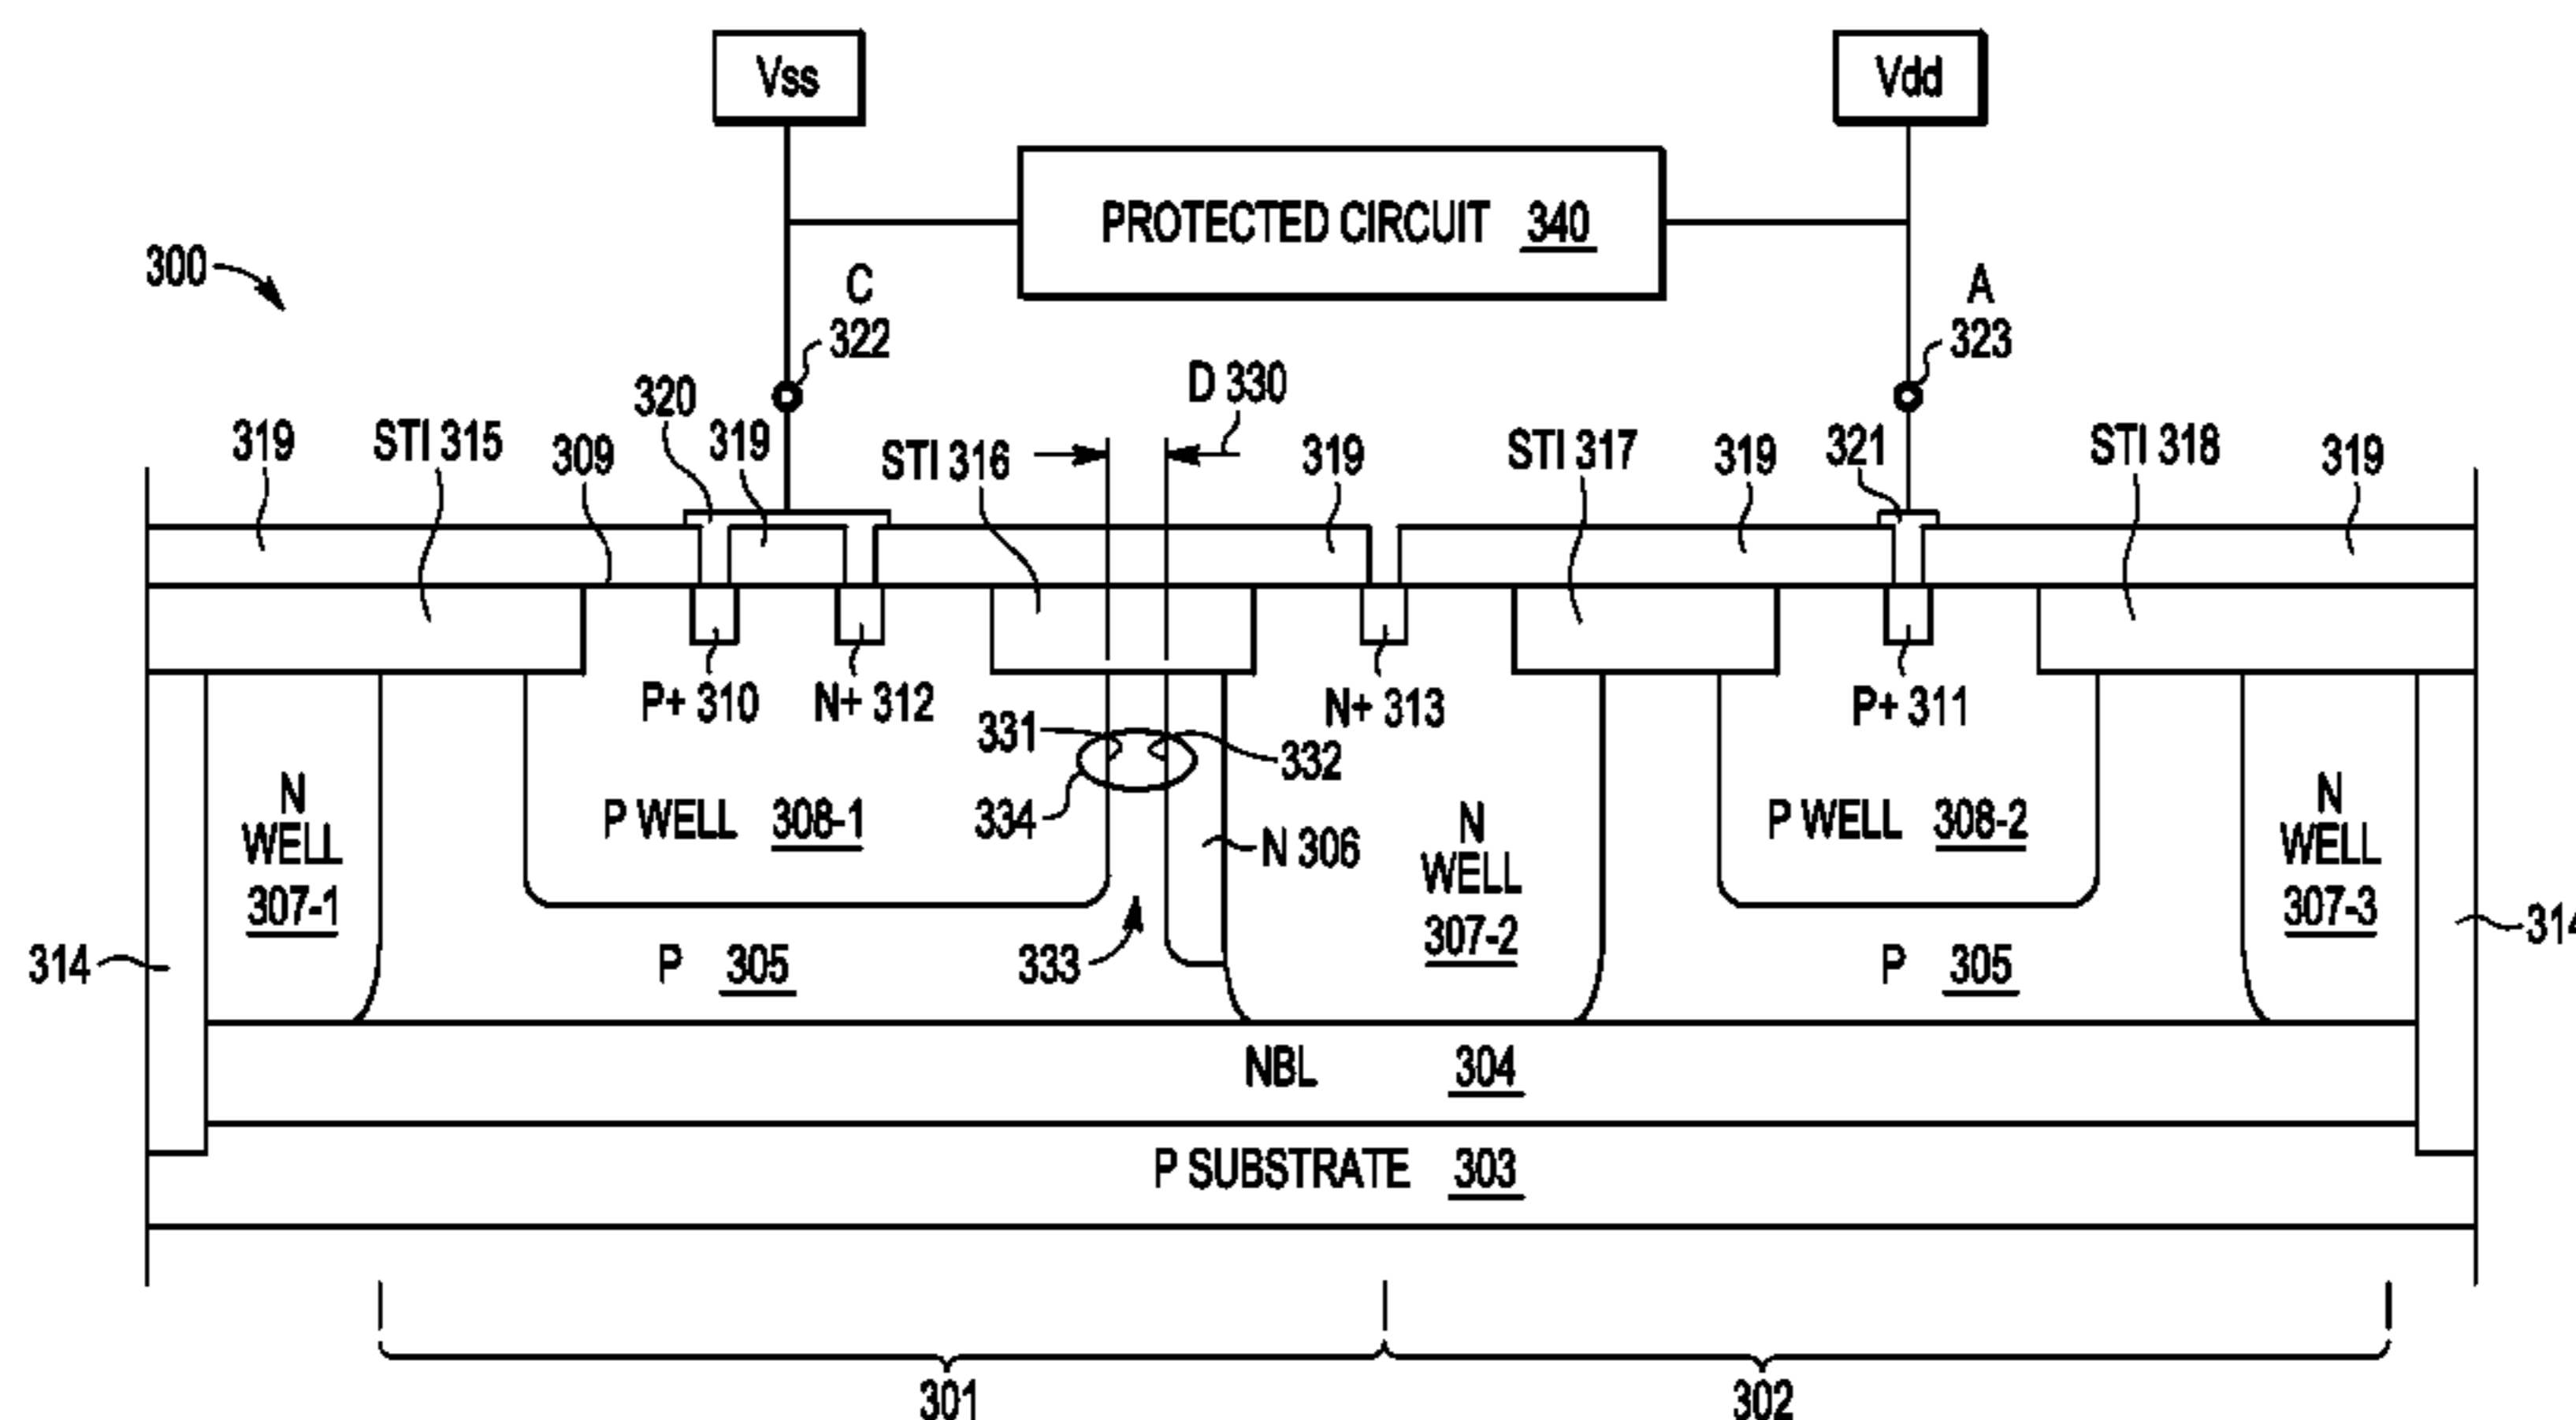 Vss
Vdd
PROTECTED CIRCUIT 340
300
C
322
A
323
D 330
320
319
STI 315
309
319
STI 316
319
STI 317
319
321
STI 318
319
P+ 310
N+ 312
N+ 313
P+ 311
331
332
334
N
WELL
307-1
P WELL 308-1
N 306
N
WELL
307-2
P WELL 308-2
N
WELL
307-3
314
P 305
333
P 305
314
NBL 304
P SUBSTRATE 303
301
302